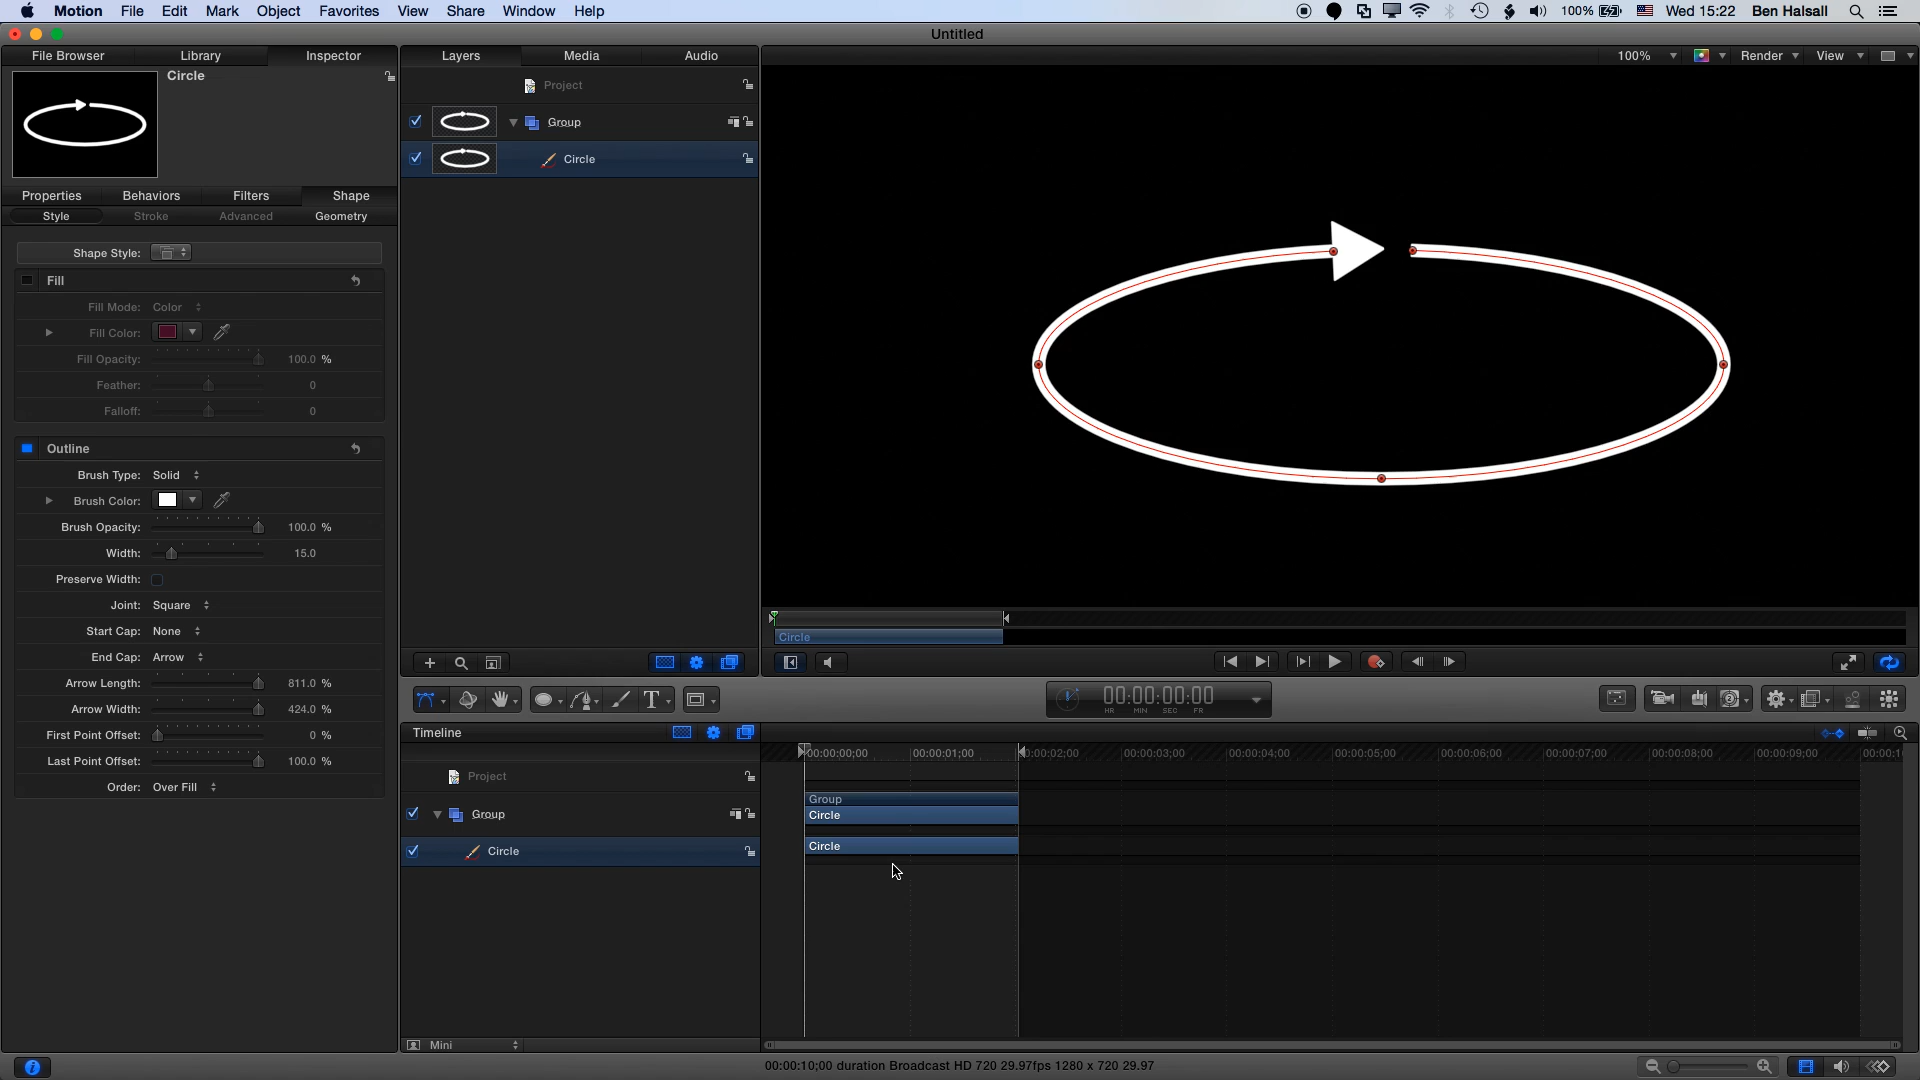 Motion File Edit Mark Object Favorites View Share Window Help 100% Wed 15:22 Ben Halsall
Untitled
File Browser Library Inspector Layers Media Audio 100% Render View
Circle
Project
Group
Circle
Properties Behaviors Filters Shape
Style Stroke Advanced Geometry
Shape Style:
Fill
Fill Mode: Color
Fill Color:
Fill Opacity: 100.0 %
Feather: 0
Falloff: 0
Outline
Brush Type: Solid
Brush Color:
Brush Opacity: 100.0 %
Width: 15.0
Preserve Width:
Joint: Square
Start Cap: None
End Cap: Arrow
Arrow Length: 811.0 %
Arrow Width: 424.0 %
First Point Offset: 0 %
Last Point Offset: 100.0 %
Order: Over Fill
Circle
T
00:00:00:00
HR MIN SEC FR
Timeline
00:00:00;00 00:00:01;00 0:00:02;00 00:00:03;00 00:00:04;00 00:00:05;00 00:00:06;00 00:00:07;00 00:00:08;00 00:00:09;00 00:00:1
Project
Group
Group
Circle
Circle
Circle
Mini
00:00:10;00 duration Broadcast HD 720 29.97fps 1280 x 720 29.97